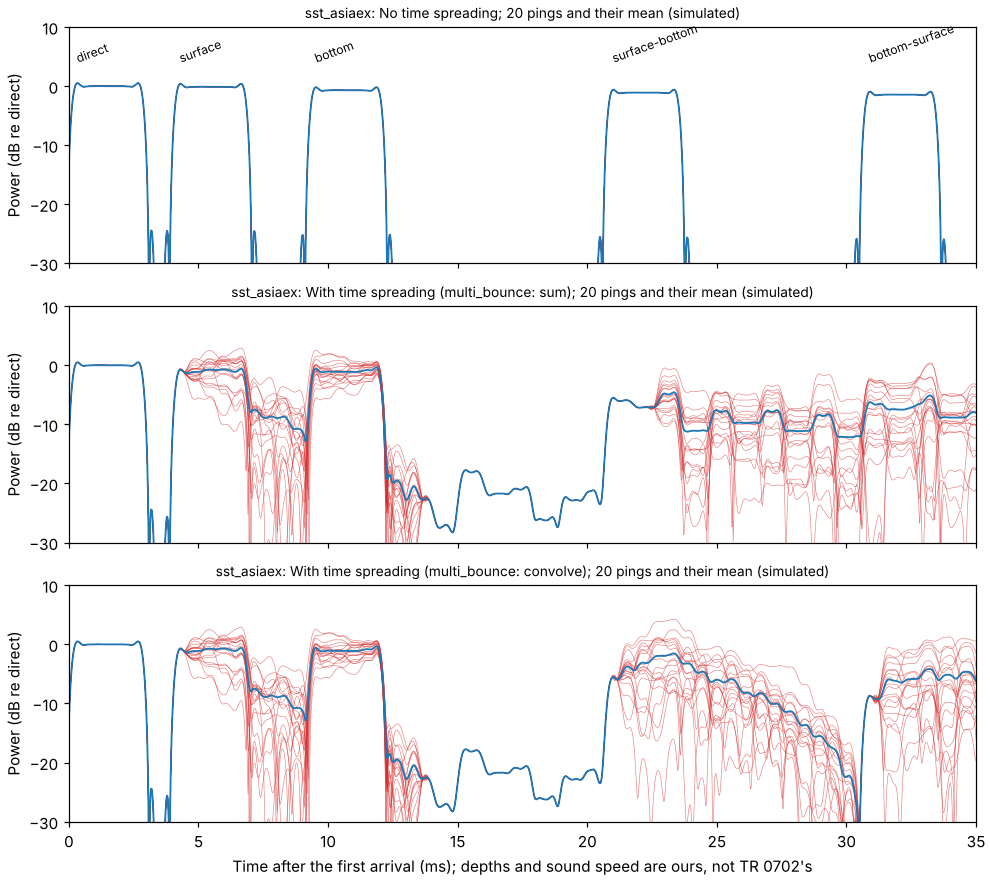 sst_asiaex: No time spreading; 20 pings and their mean (simulated)
10
direct
surface
bottom
surface-bottom
bottom-surface
0
−10
−20
−30
Power (dB re direct)
sst_asiaex: With time spreading (multi_bounce: sum); 20 pings and their mean (simulated)
10
0
−10
−20
−30
Power (dB re direct)
sst_asiaex: With time spreading (multi_bounce: convolve); 20 pings and their mean (simulated)
10
0
−10
−20
−30
Power (dB re direct)
0 5 10 15 20 25 30 35
Time after the first arrival (ms); depths and sound speed are ours, not TR 0702's